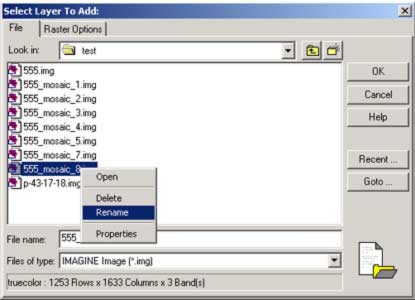 Select Layer To Add:
File
Raster Options
Look in:
test
555.img
555_mosaic_1.img
555_mosaic_2.img
555_mosaic_3.img
555_mosaic_4.img
555_mosaic_5.img
555_mosaic_7.img
555_mosaic_8
p-43-17-18.img
Open
Delete
Rename
Properties
OK
Cancel
Help
Recent ...
Goto ...
File name:
555_
Files of type:
IMAGINE Image (*.img)
truecolor : 1253 Rows x 1633 Columns x 3 Band(s)